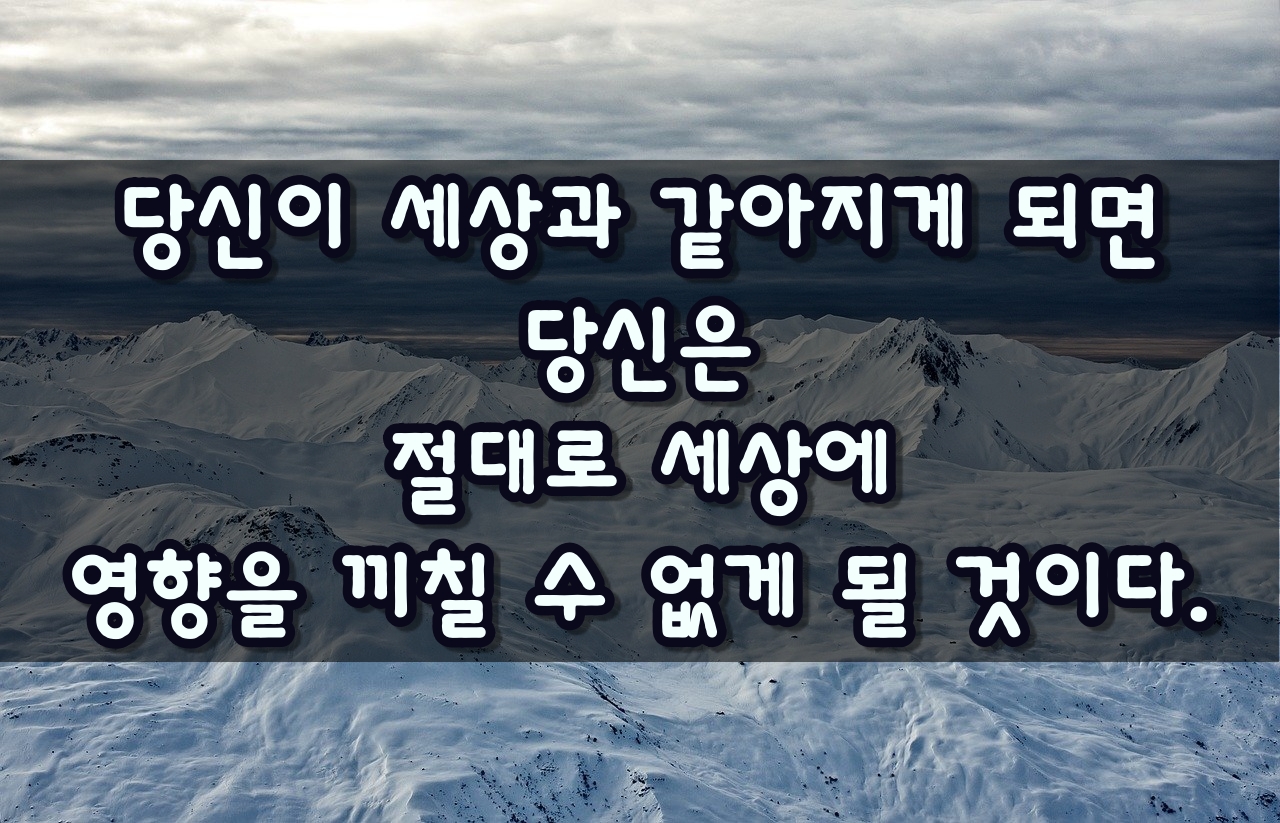 당신이 세상과 같아지게 되면
당신은
절대로 세상에
영향을 끼칠 수 없게 될 것이다.